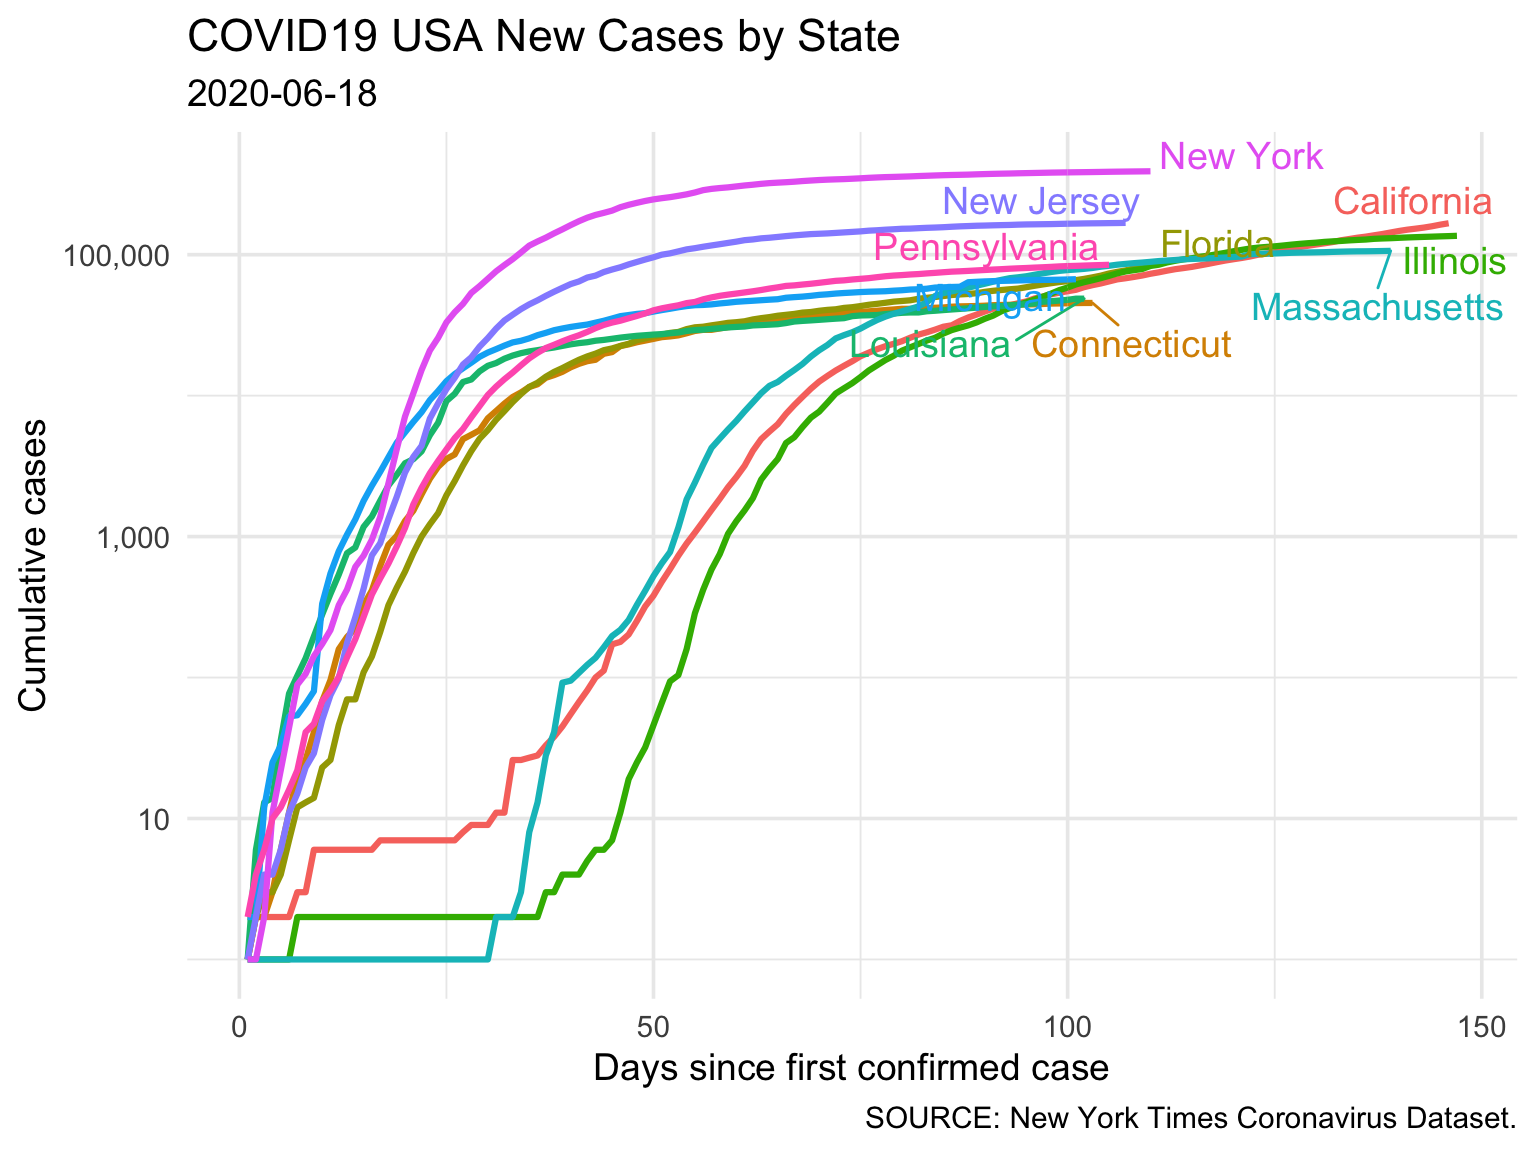 COVID19 USA New Cases by State
2020-06-18
New York
New Jersey
California
Pennsylvania
Florida
100,000
Illinois
Michigan
Massachusetts
Louisiana
Connecticut
Cumulative cases
1,000
10
0
50
100
150
Days since first confirmed case
SOURCE: New York Times Coronavirus Dataset.